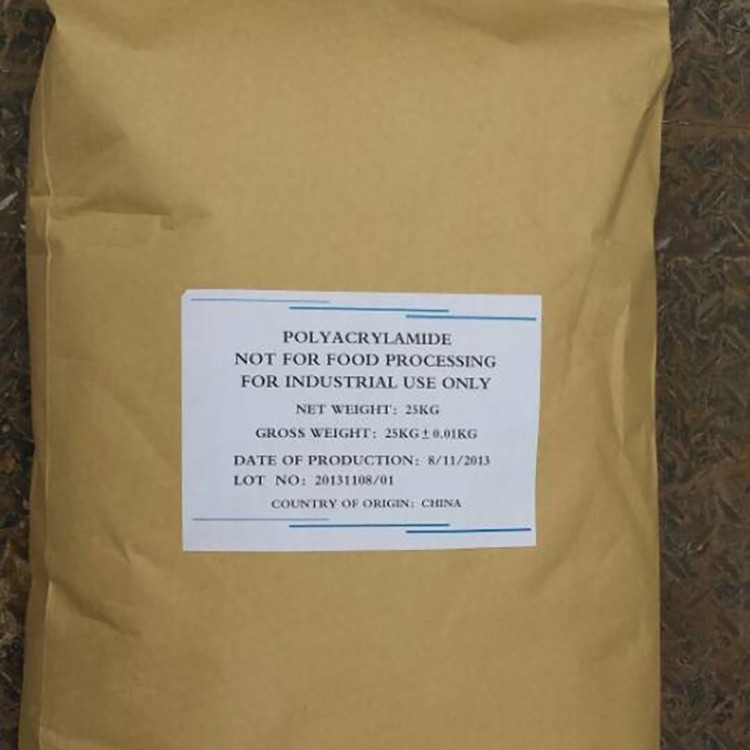 POLYACRYLAMIDE
NOT FOR FOOD PROCESSING
FOR INDUSTRIAL USE ONLY
NET WEIGHT: 25KG
GROSS WEIGHT: 25KG±0.01KG
DATE OF PRODUCTION: 8/11/2013
LOT NO: 20131108/01
COUNTRY OF ORIGIN: CHINA